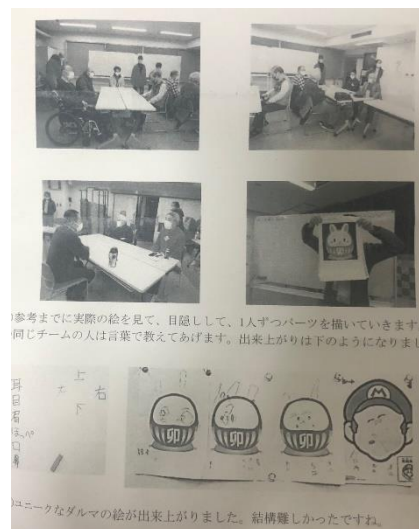 参考までに実際の絵を見て、目隠しして、1人ずつパーツを描いていきます
同じチームの人は言葉で教えてあげます。出来上がりは下のようになりまし
上
右
下
耳
目
眉
口
鼻
卯
卯
卯
M
ユニークなダルマの絵が出来上がりました。結構難しかったですね。